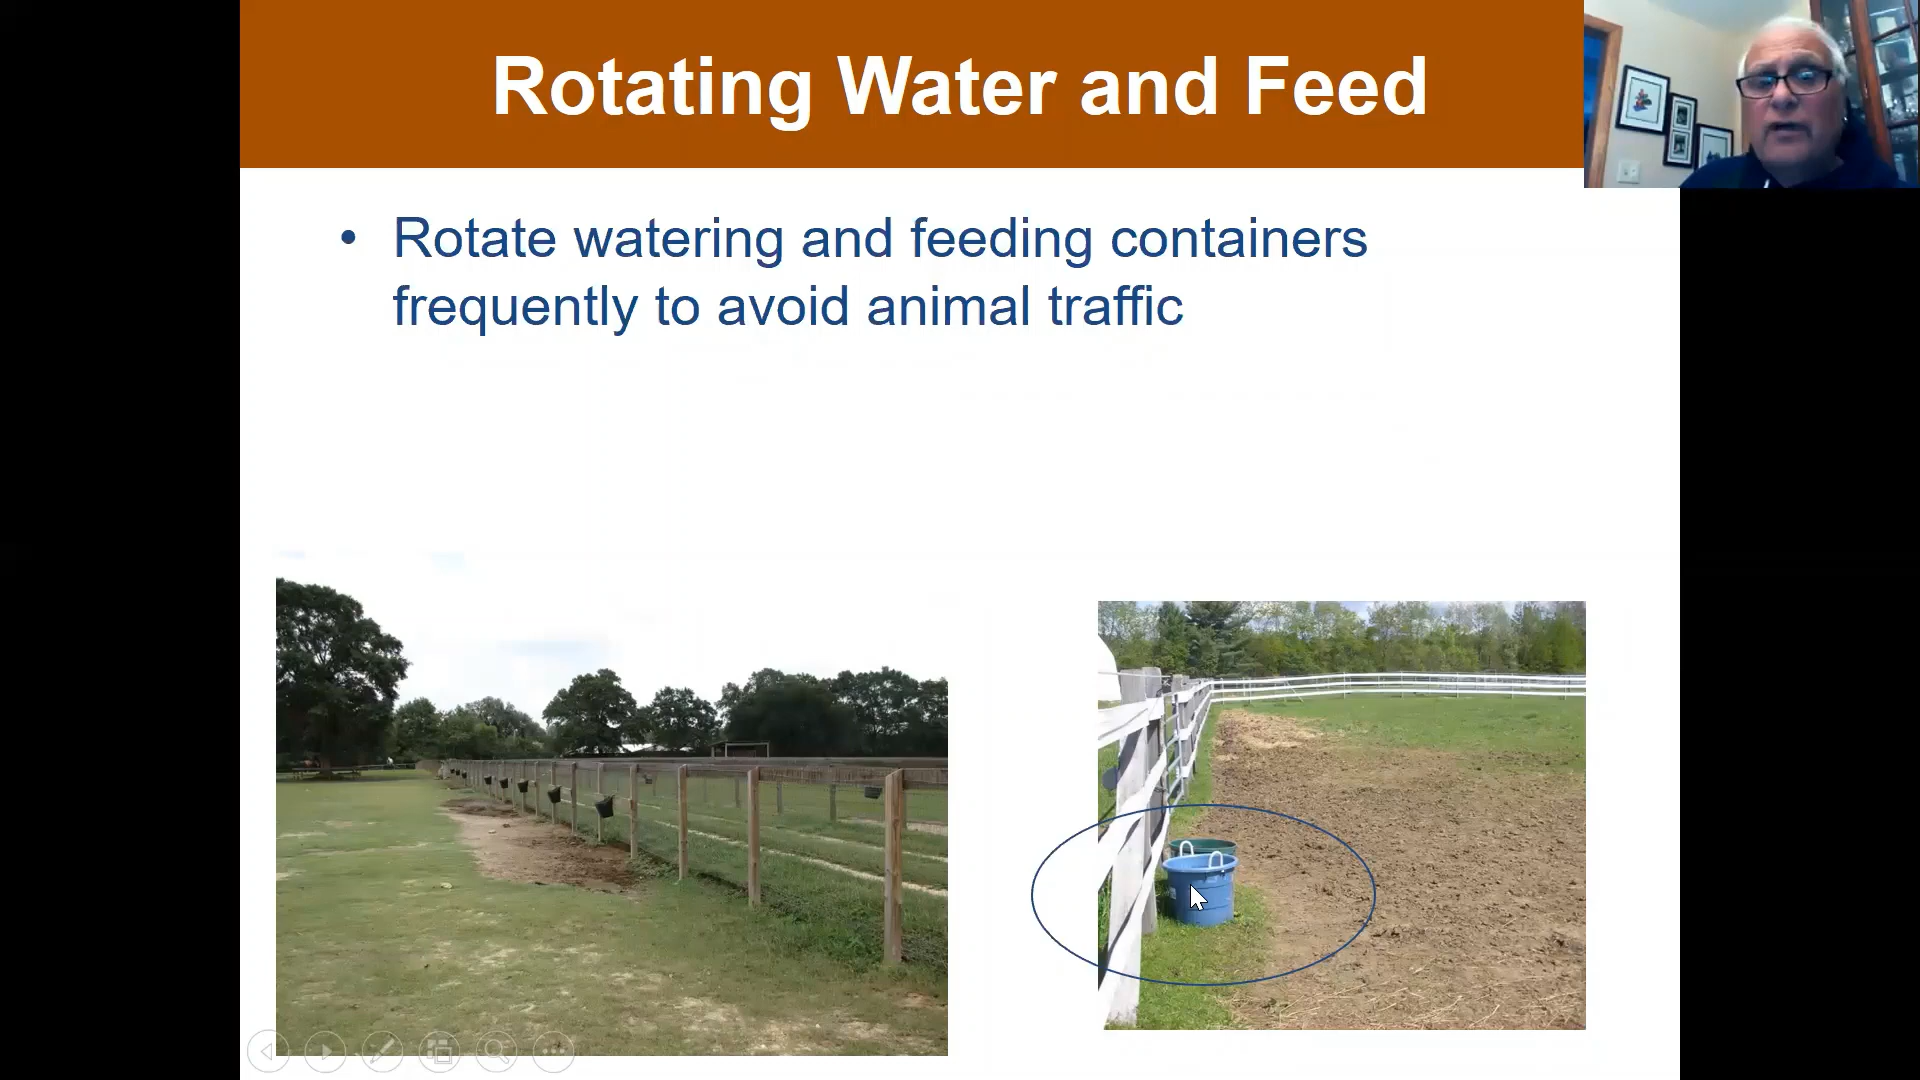 Rotating Water and Feed
• Rotate watering and feeding containers
frequently to avoid animal traffic